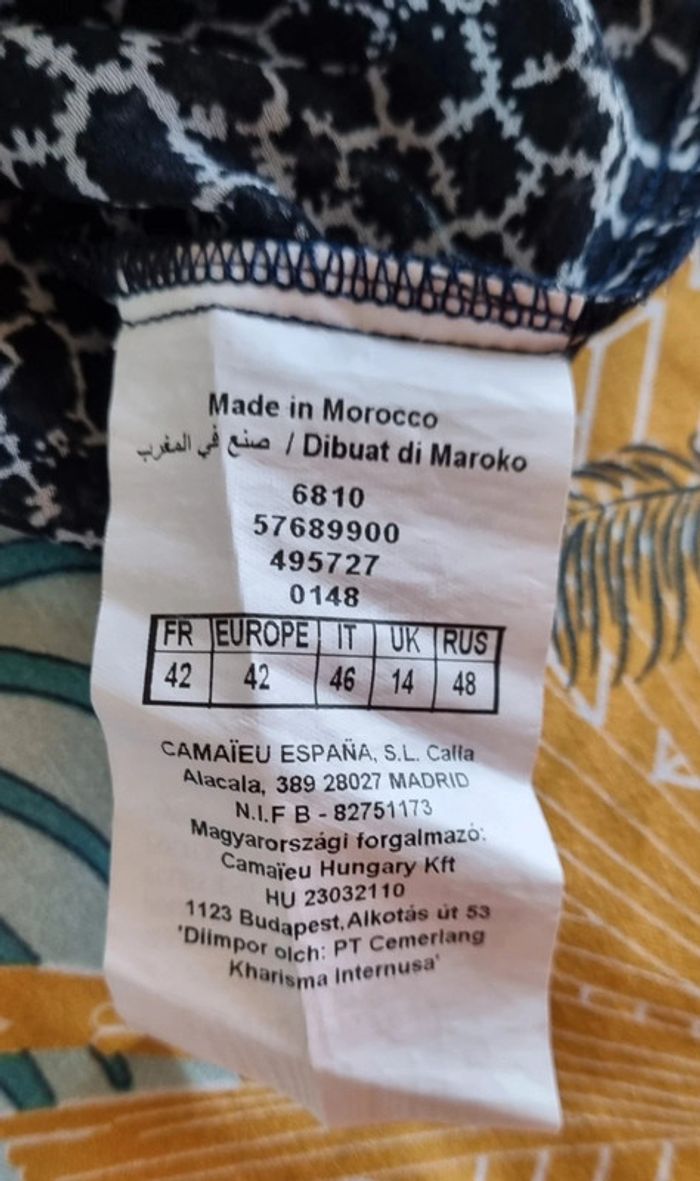 Made in Morocco
صنع في المغرب / Dibuat di Maroko
6810
57689900
495727
0148
FR EUROPE IT UK RUS
42 42 46 14 48
CAMAÏEU ESPAÑA, S.L. Calla
Alacala, 389 28027 MADRID
N.I.F B - 82751173
Magyarországi forgalmazó:
Camaïeu Hungary Kft
HU 23032110
1123 Budapest,Alkotás út 53
'Diimpor olch: PT Cemerlang
Kharisma Internusa'